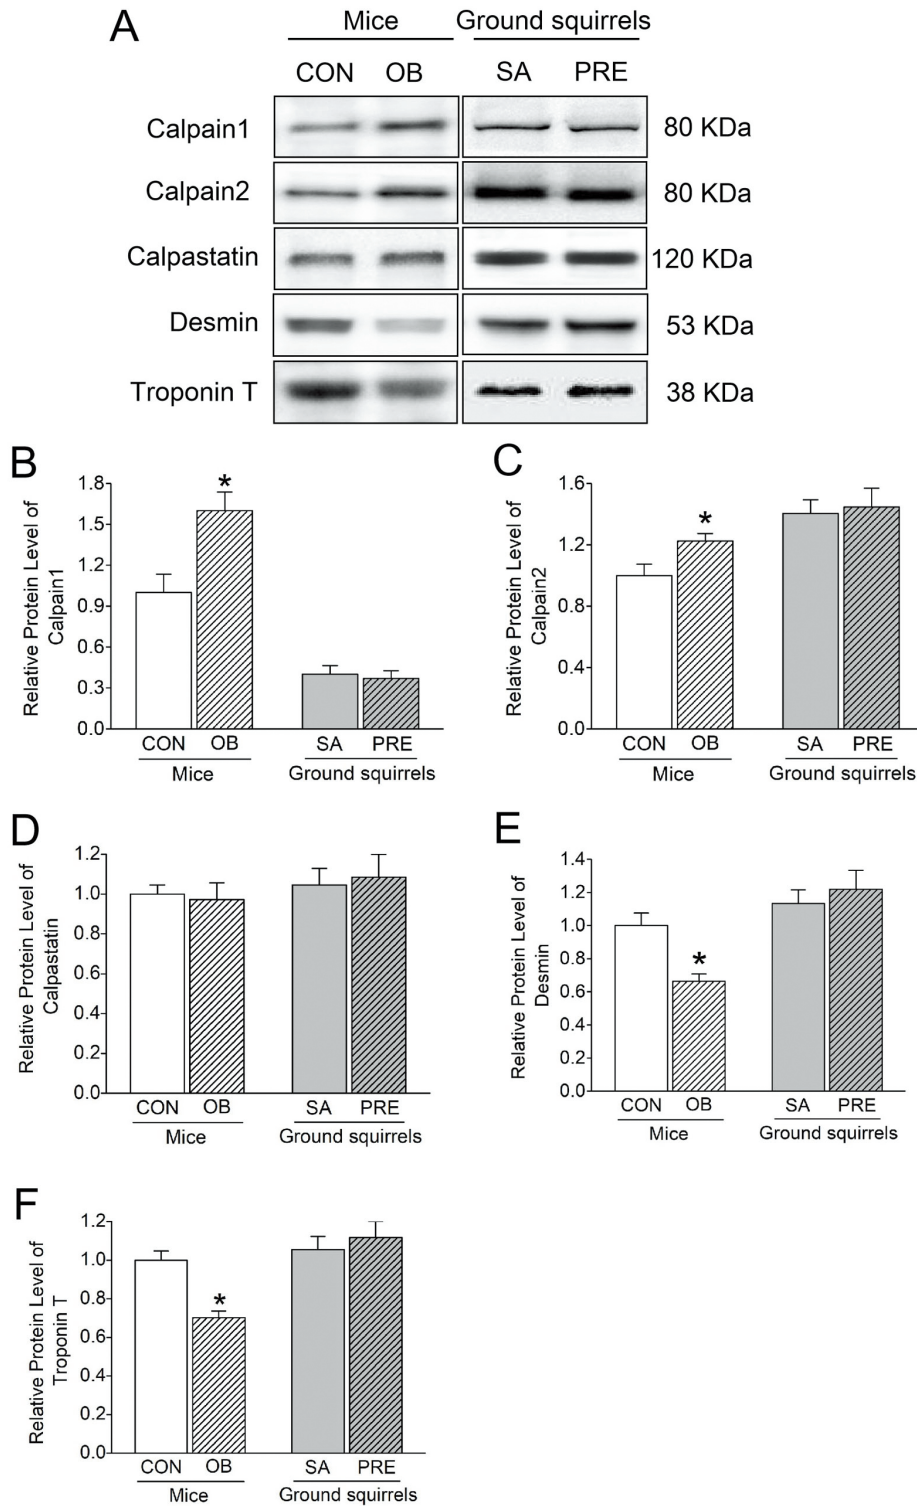 A
Mice Ground squirrels
CON OB SA PRE
Calpain1 80 KDa
Calpain2 80 KDa
Calpastatin 120 KDa
Desmin 53 KDa
Troponin T 38 KDa
B
Relative Protein Level of
Calpain1
1.8
1.5
1.2
0.9
0.6
0.3
0.0
*
CON OB SA PRE
Mice Ground squirrels
C
Relative Protein Level of
Calpain2
1.6
1.2
0.8
0.4
0.0
*
CON OB SA PRE
Mice Ground squirrels
D
Relative Protein Level of
Calpastatin
1.2
1.0
0.8
0.6
0.4
0.2
0.0
CON OB SA PRE
Mice Ground squirrels
E
Relative Protein Level of
Desmin
1.4
1.2
1.0
0.8
0.6
0.4
0.2
0.0
*
CON OB SA PRE
Mice Ground squirrels
F
Relative Protein Level of
Troponin T
1.2
1.0
0.8
0.6
0.4
0.2
0.0
*
CON OB SA PRE
Mice Ground squirrels